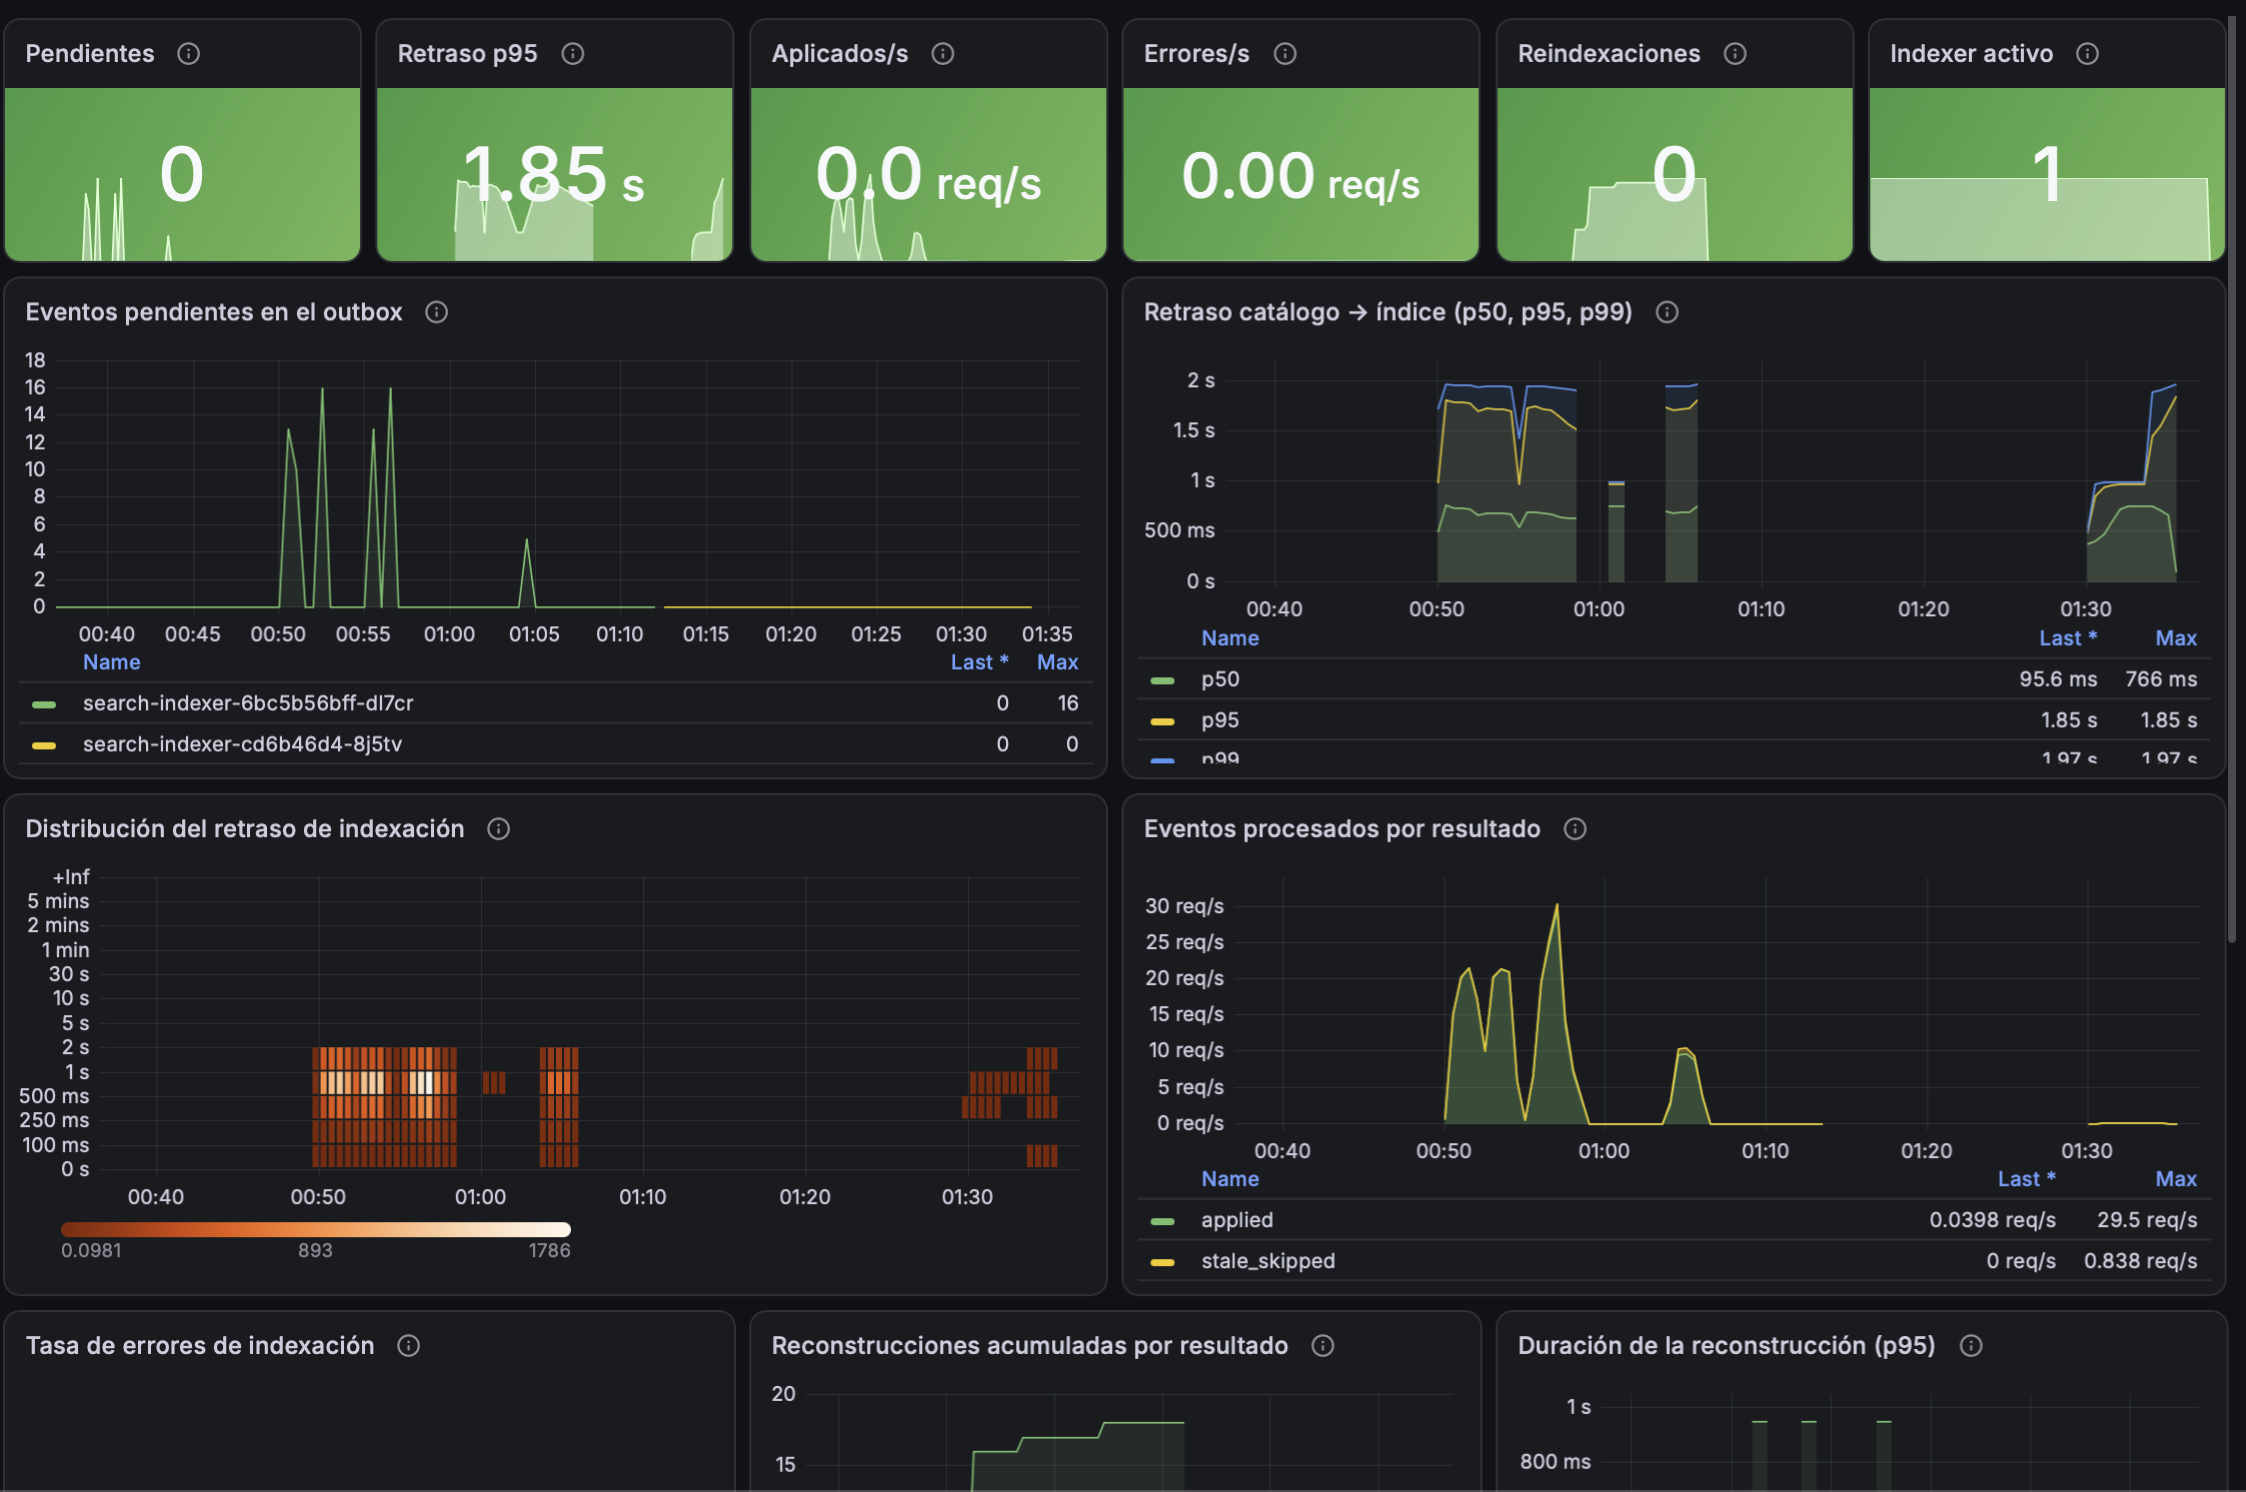 Pendientes
0
Retraso p95
1.85 s
Aplicados/s
0.0 req/s
Errores/s
0.00 req/s
Reindexaciones
0
Indexer activo
1
Eventos pendientes en el outbox
18
16
14
12
10
8
6
4
2
0
00:40 00:45 00:50 00:55 01:00 01:05 01:10 01:15 01:20 01:25 01:30 01:35
Name Last * Max
search-indexer-6bc5b56bff-dl7cr 0 16
search-indexer-cd6b46d4-8j5tv 0 0
Retraso catálogo → índice (p50, p95, p99)
2 s
1.5 s
1 s
500 ms
0 s
00:40 00:50 01:00 01:10 01:20 01:30
Name Last * Max
p50 95.6 ms 766 ms
p95 1.85 s 1.85 s
p99 1.97 s 1.97 s
Distribución del retraso de indexación
+Inf
5 mins
2 mins
1 min
30 s
10 s
5 s
2 s
1 s
500 ms
250 ms
100 ms
0 s
00:40 00:50 01:00 01:10 01:20 01:30
0.0981 893 1786
Eventos procesados por resultado
30 req/s
25 req/s
20 req/s
15 req/s
10 req/s
5 req/s
0 req/s
00:40 00:50 01:00 01:10 01:20 01:30
Name Last * Max
applied 0.0398 req/s 29.5 req/s
stale_skipped 0 req/s 0.838 req/s
Tasa de errores de indexación
Reconstrucciones acumuladas por resultado
20
15
Duración de la reconstrucción (p95)
1 s
800 ms